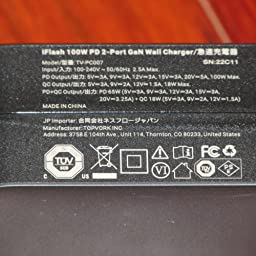 iFlash 100W PD 2-Port GaN Wall Charger/急速充電器
Model/型番: TV-PC007 SN:22C11
Input/入力: 100-240V ~ 50/60Hz 2.5A Max.
PD Output/出力: 5V⎓3A, 9V⎓3A, 12V⎓3A, 15V⎓3A, 20V⎓5A, 100W Max.
QC Output/出力: 5V⎓3A, 9V⎓2A, 12V⎓1.5A, 18W Max.
PD+QC Output/出力: PD 65W (5V⎓3A, 9V⎓3A, 12V⎓3A, 15V⎓3A,
20V⎓3.25A) + QC 18W (5V⎓3A, 9V⎓2A, 12V⎓1.5A)
JP Importer: 合同会社ネスフロージャパン
Manufacturer: TOPVORK.INC
Address: 3758 E 104th Ave., Unit 114, Thornton, CO 80233, United States
TÜV
SÜD
C US
VI
PS
E